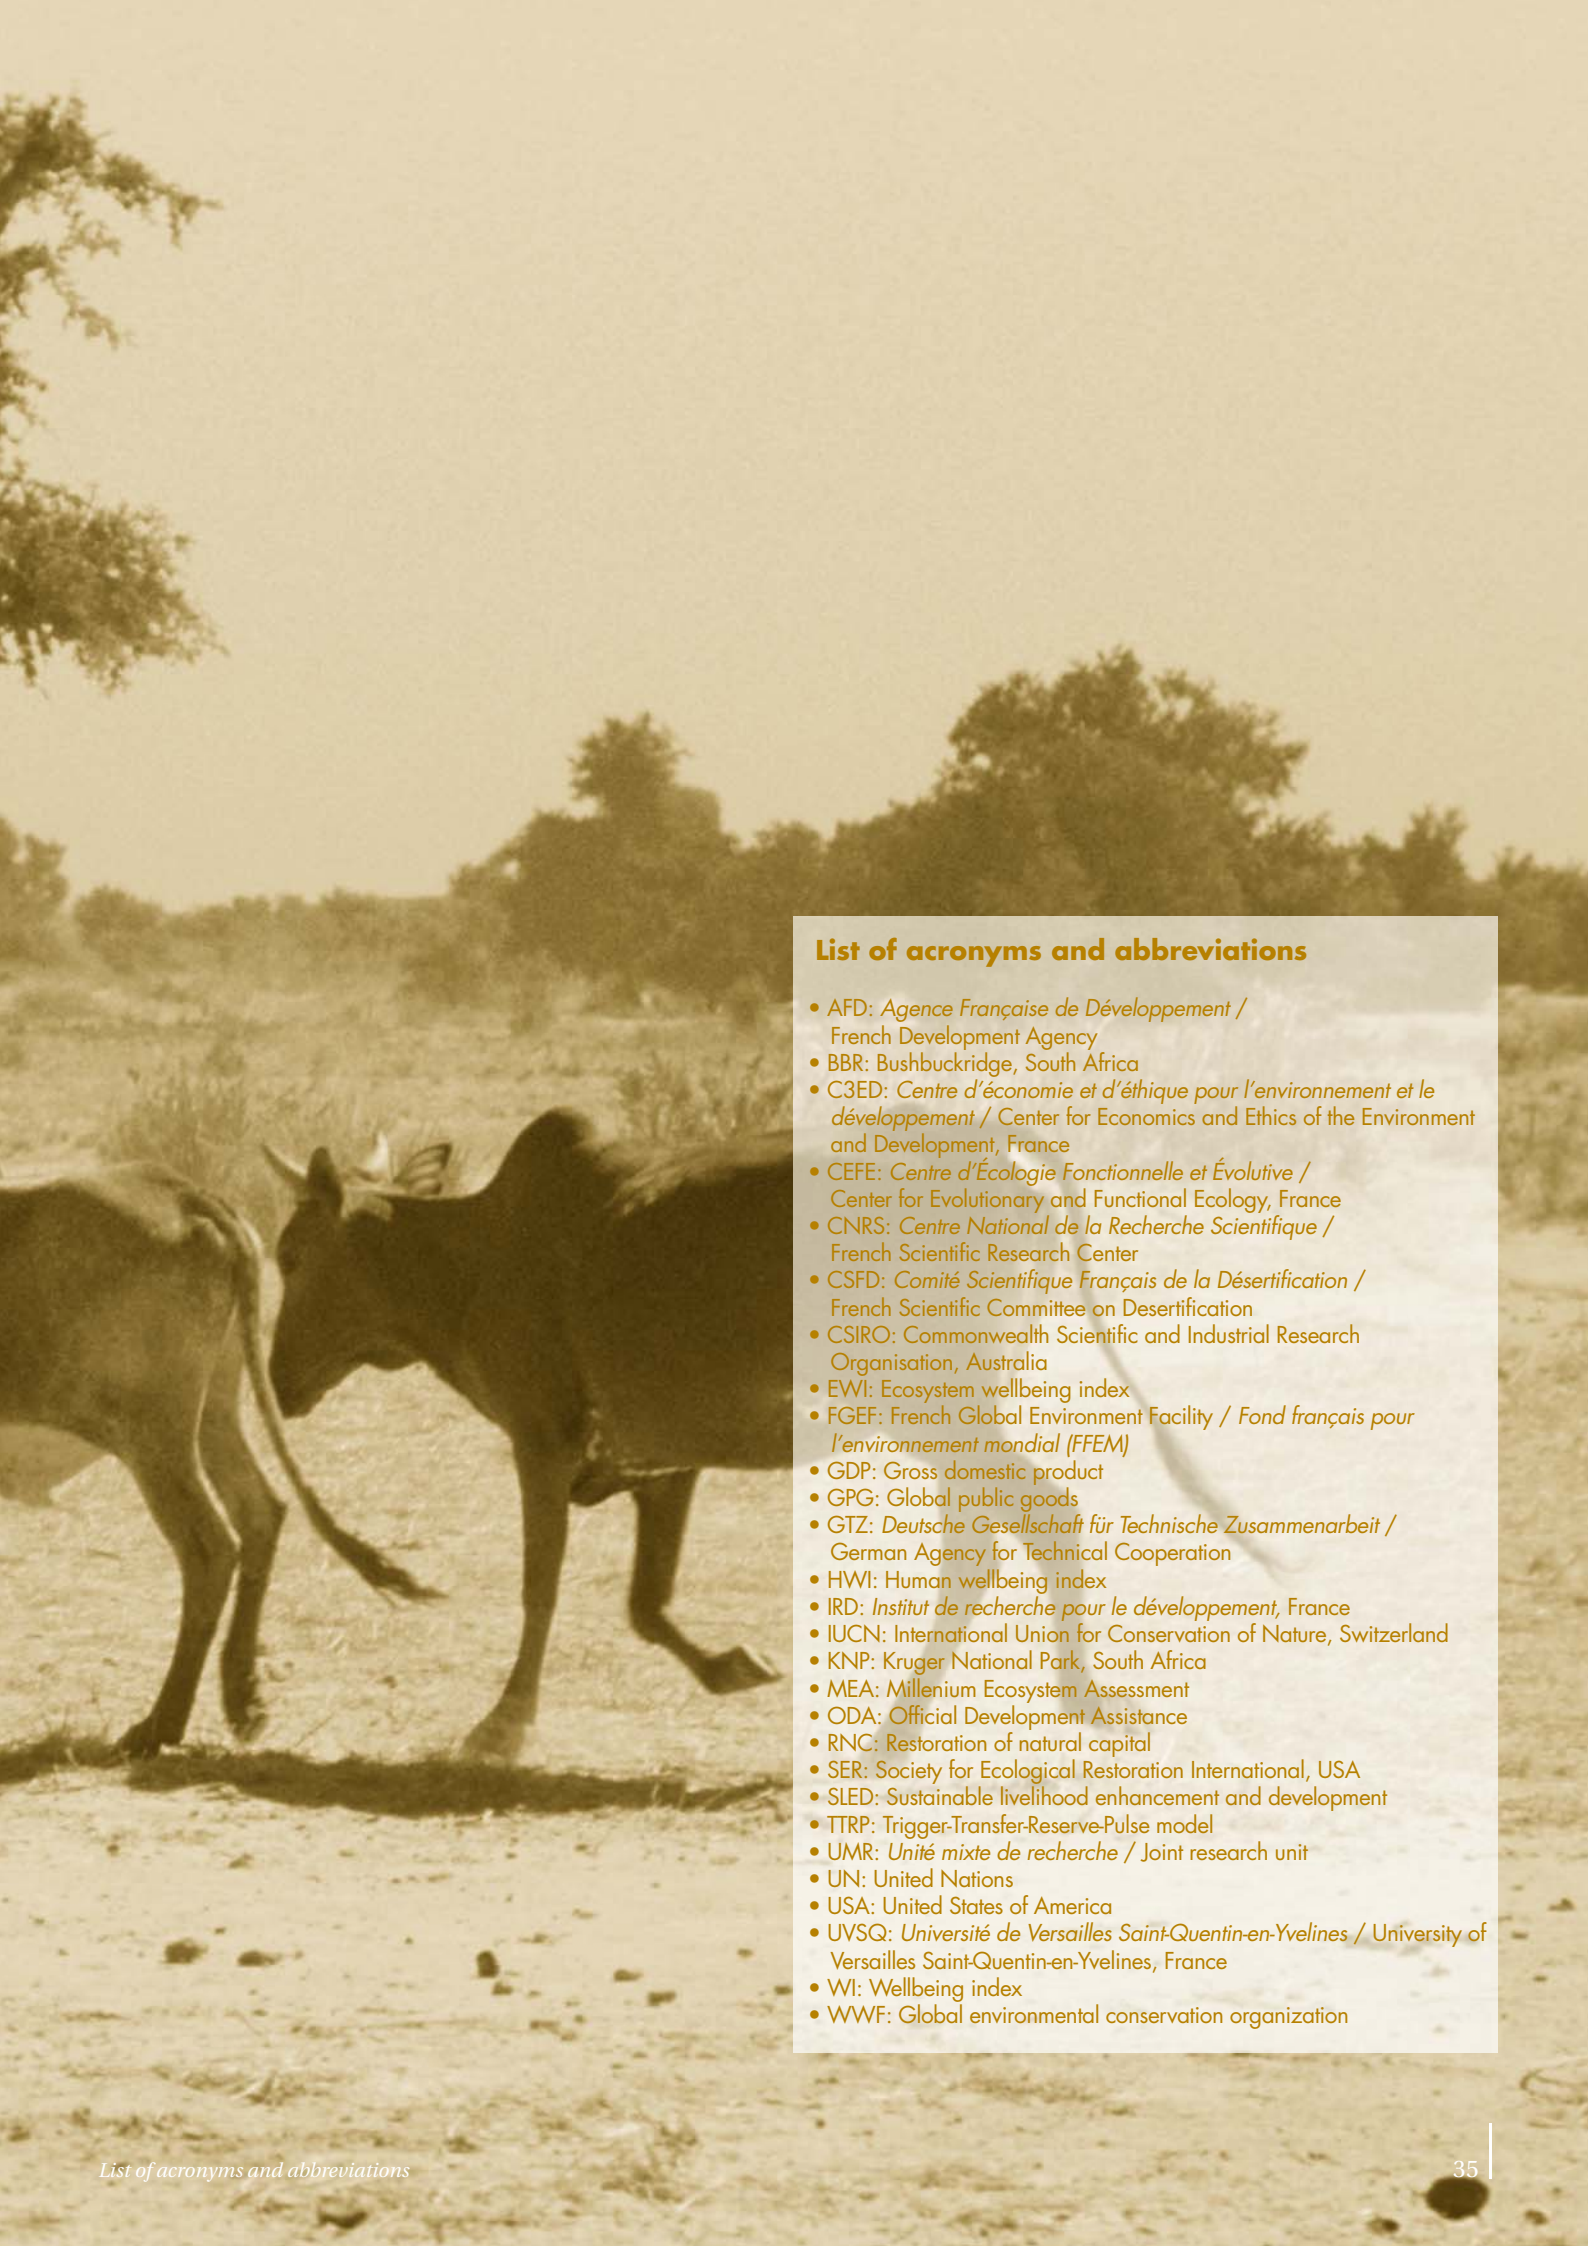 List of acronyms and abbreviations
• AFD: Agence Française de Développement /
French Development Agency
• BBR: Bushbuckridge, South Africa
• C3ED: Centre d’économie et d’éthique pour l’environnement et le
développement / Center for Economics and Ethics of the Environment
and Development, France
• CEFE: Centre d’Écologie Fonctionnelle et Évolutive /
Center for Evolutionary and Functional Ecology, France
• CNRS: Centre National de la Recherche Scientifique /
French Scientific Research Center
• CSFD: Comité Scientifique Français de la Désertification /
French Scientific Committee on Desertification
• CSIRO: Commonwealth Scientific and Industrial Research
Organisation, Australia
• EWI: Ecosystem wellbeing index
• FGEF: French Global Environment Facility / Fond français pour
l’environnement mondial (FFEM)
• GDP: Gross domestic product
• GPG: Global public goods
• GTZ: Deutsche Gesellschaft für Technische Zusammenarbeit /
German Agency for Technical Cooperation
• HWI: Human wellbeing index
• IRD: Institut de recherche pour le développement, France
• IUCN: International Union for Conservation of Nature, Switzerland
• KNP: Kruger National Park, South Africa
• MEA: Millenium Ecosystem Assessment
• ODA: Official Development Assistance
• RNC: Restoration of natural capital
• SER: Society for Ecological Restoration International, USA
• SLED: Sustainable livelihood enhancement and development
• TTRP: Trigger-Transfer-Reserve-Pulse model
• UMR: Unité mixte de recherche / Joint research unit
• UN: United Nations
• USA: United States of America
• UVSQ: Université de Versailles Saint-Quentin-en-Yvelines / University of
Versailles Saint-Quentin-en-Yvelines, France
• WI: Wellbeing index
• WWF: Global environmental conservation organization
List of acronyms and abbreviations
35